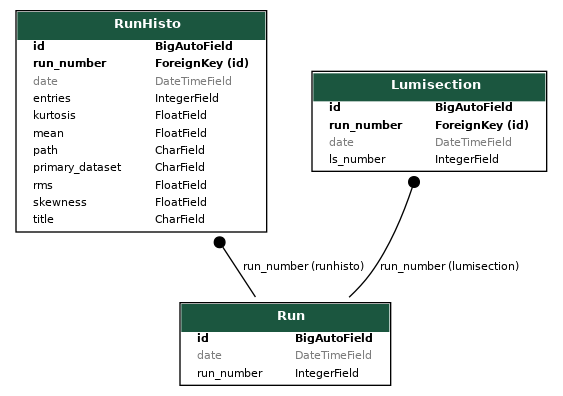 RunHisto
id BigAutoField
run_number ForeignKey (id)
date DateTimeField
entries IntegerField
kurtosis FloatField
mean FloatField
path CharField
primary_dataset CharField
rms FloatField
skewness FloatField
title CharField
Lumisection
id BigAutoField
run_number ForeignKey (id)
date DateTimeField
ls_number IntegerField
run_number (runhisto)
run_number (lumisection)
Run
id BigAutoField
date DateTimeField
run_number IntegerField